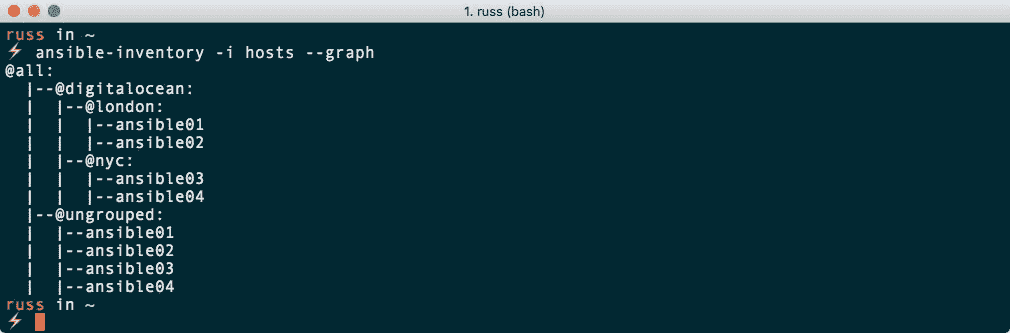 1. russ (bash)
russ in ~
⚡ ansible-inventory -i hosts --graph
@all:
  |--@digitalocean:
  |  |--@london:
  |  |  |--ansible01
  |  |  |--ansible02
  |  |--@nyc:
  |  |  |--ansible03
  |  |  |--ansible04
  |--@ungrouped:
  |  |--ansible01
  |  |--ansible02
  |  |--ansible03
  |  |--ansible04
russ in ~
⚡